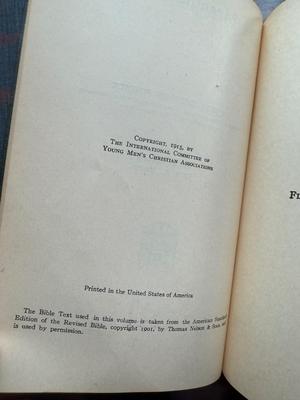 Copyright, 1915, by
The International Committee of
Young Men's Christian Associations
Printed in the United States of America
The Bible Text used in this volume is taken from the American Standard
Edition of the Revised Bible, copyright 1901, by Thomas Nelson & Sons, and
is used by permission.